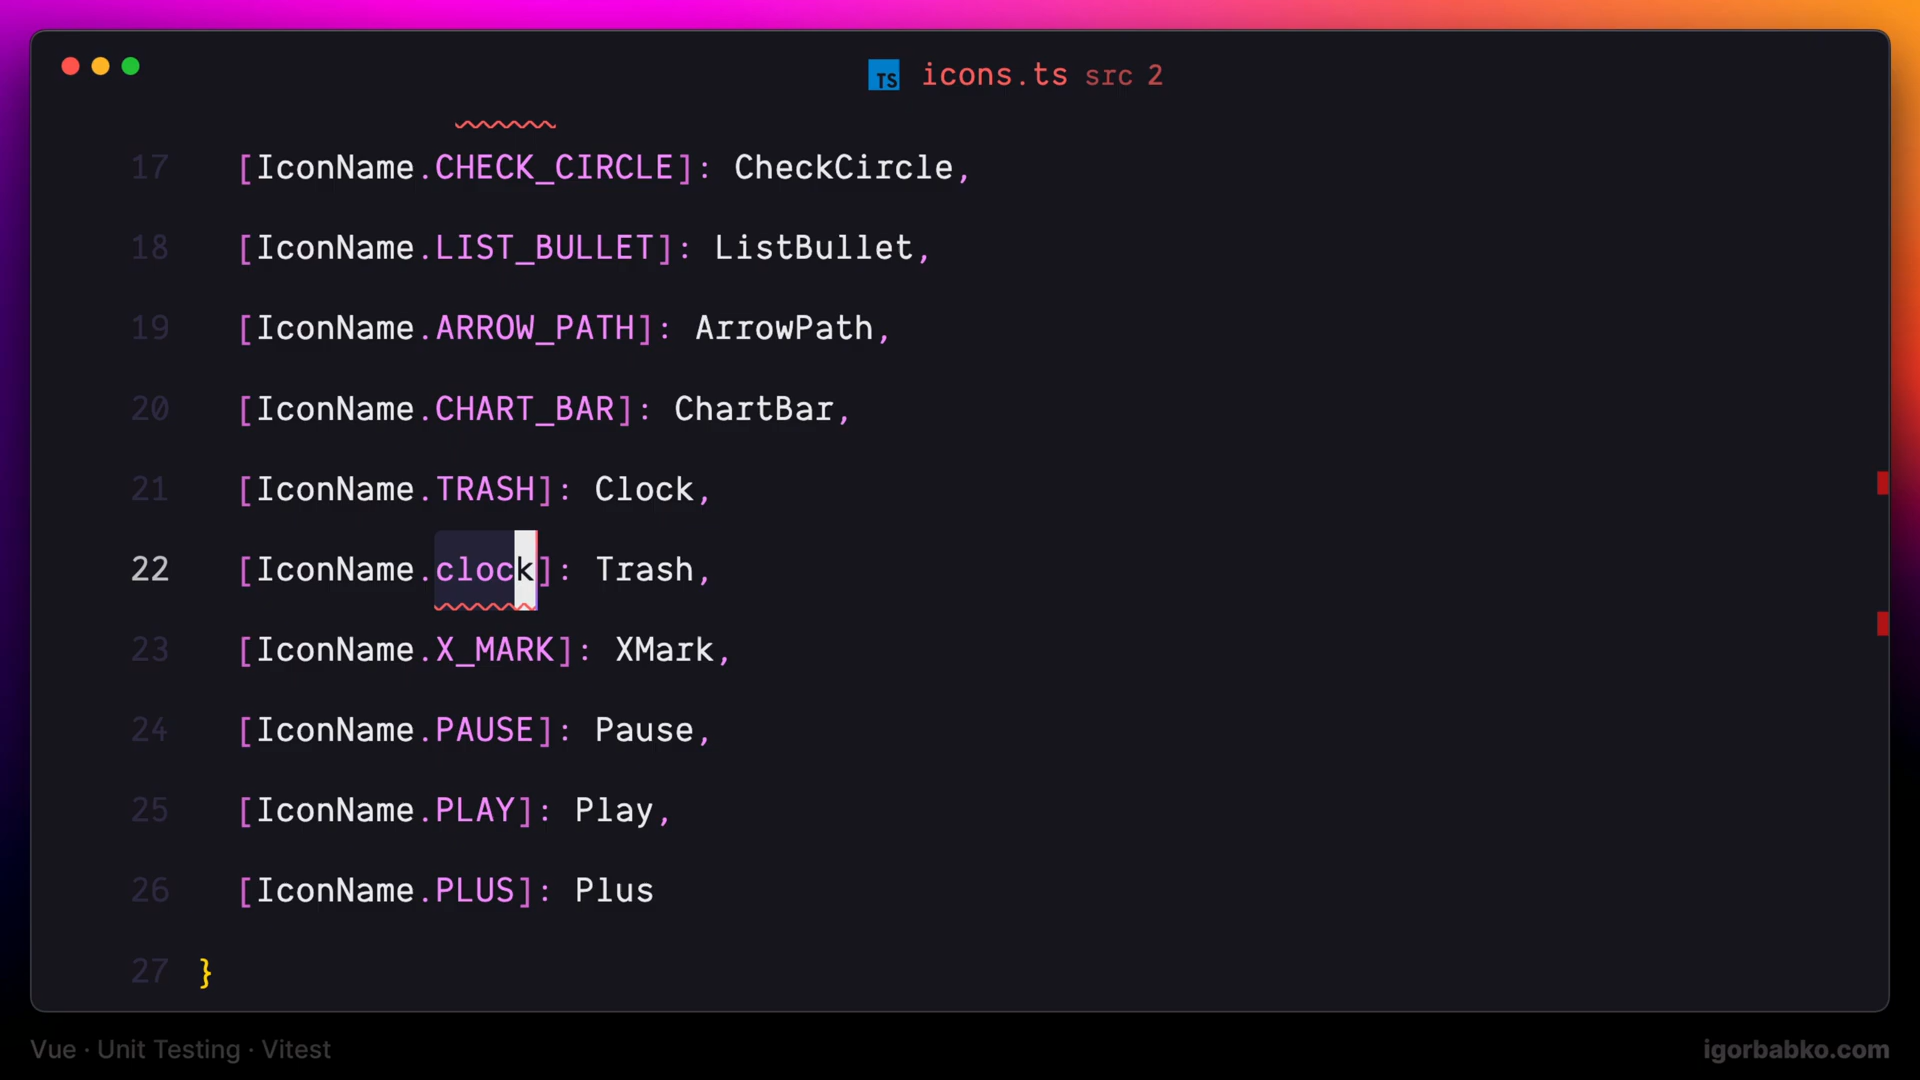 TS icons.ts src 2
17 [IconName.CHECK_CIRCLE]: CheckCircle,
18 [IconName.LIST_BULLET]: ListBullet,
19 [IconName.ARROW_PATH]: ArrowPath,
20 [IconName.CHART_BAR]: ChartBar,
21 [IconName.TRASH]: Clock,
22 [IconName.clock]: Trash,
23 [IconName.X_MARK]: XMark,
24 [IconName.PAUSE]: Pause,
25 [IconName.PLAY]: Play,
26 [IconName.PLUS]: Plus
27 }
Vue · Unit Testing · Vitest
igorbabko.com